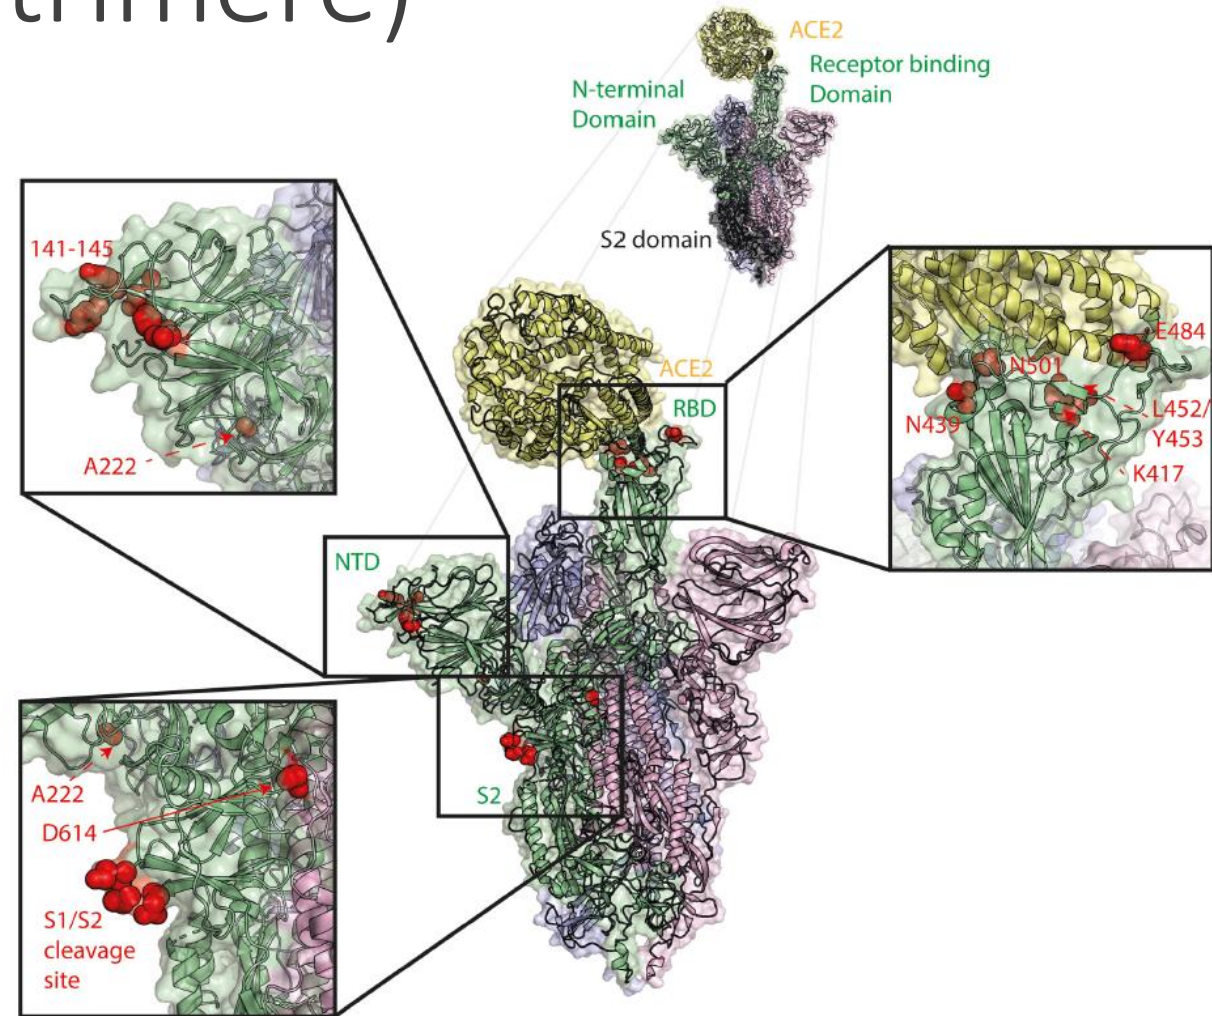 trimère)
ACE2
Receptor binding
Domain
N-terminal
Domain
S2 domain
141-145
A222
ACE2
RBD
E484
N501
N439
L452/
Y453
K417
NTD
S2
A222
D614
S1/S2
cleavage
site